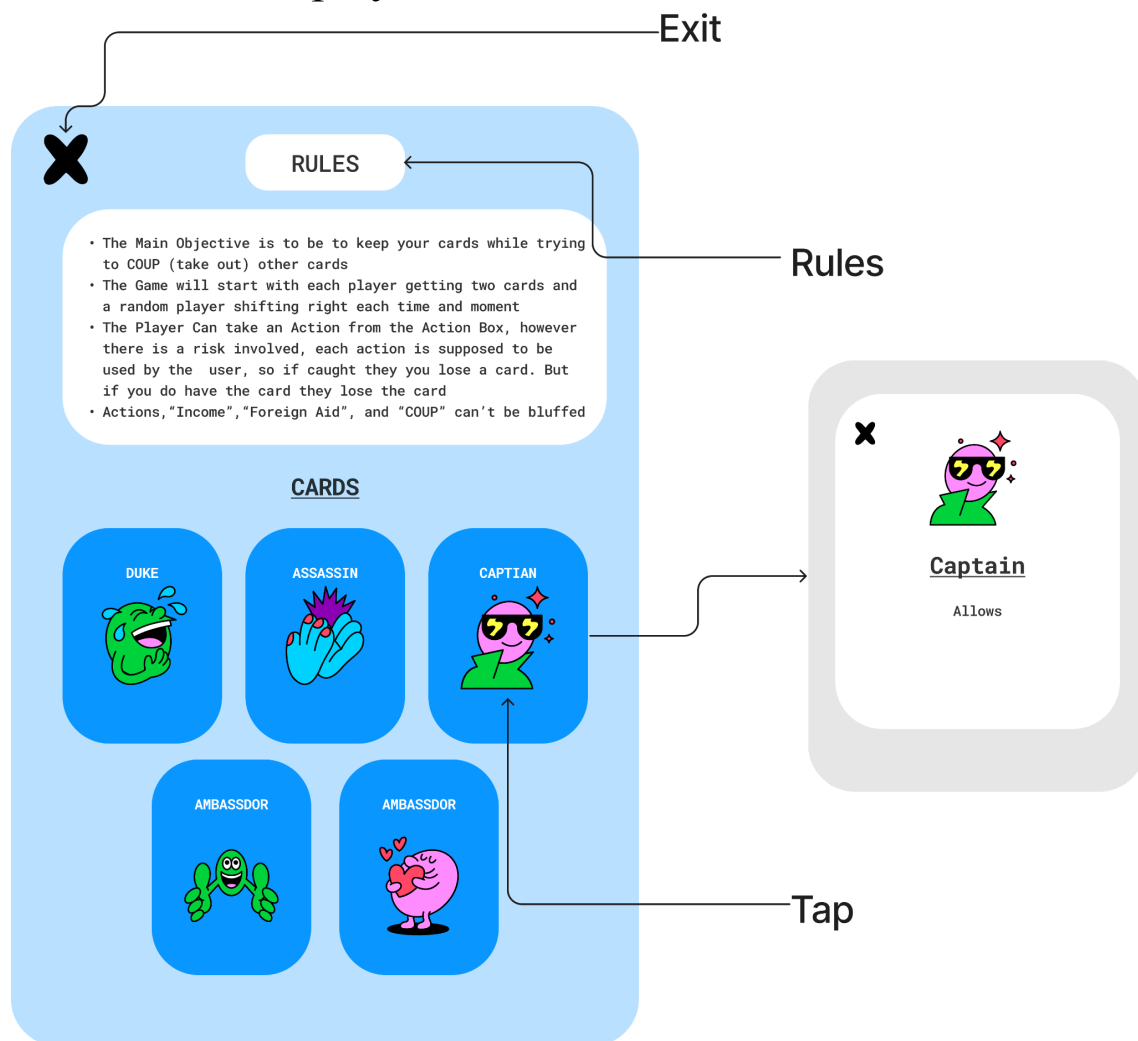 Exit
RULES
• The Main Objective is to be to keep your cards while trying
to COUP (take out) other cards
• The Game will start with each player getting two cards and
a random player shifting right each time and moment
• The Player Can take an Action from the Action Box, however
there is a risk involved, each action is supposed to be
used by the  user, so if caught they you lose a card. But
if you do have the card they lose the card
• Actions,“Income”,“Foreign Aid”, and “COUP” can’t be bluffed
Rules
CARDS
DUKE
ASSASSIN
CAPTIAN
Captain
Allows
AMBASSDOR
AMBASSDOR
Tap